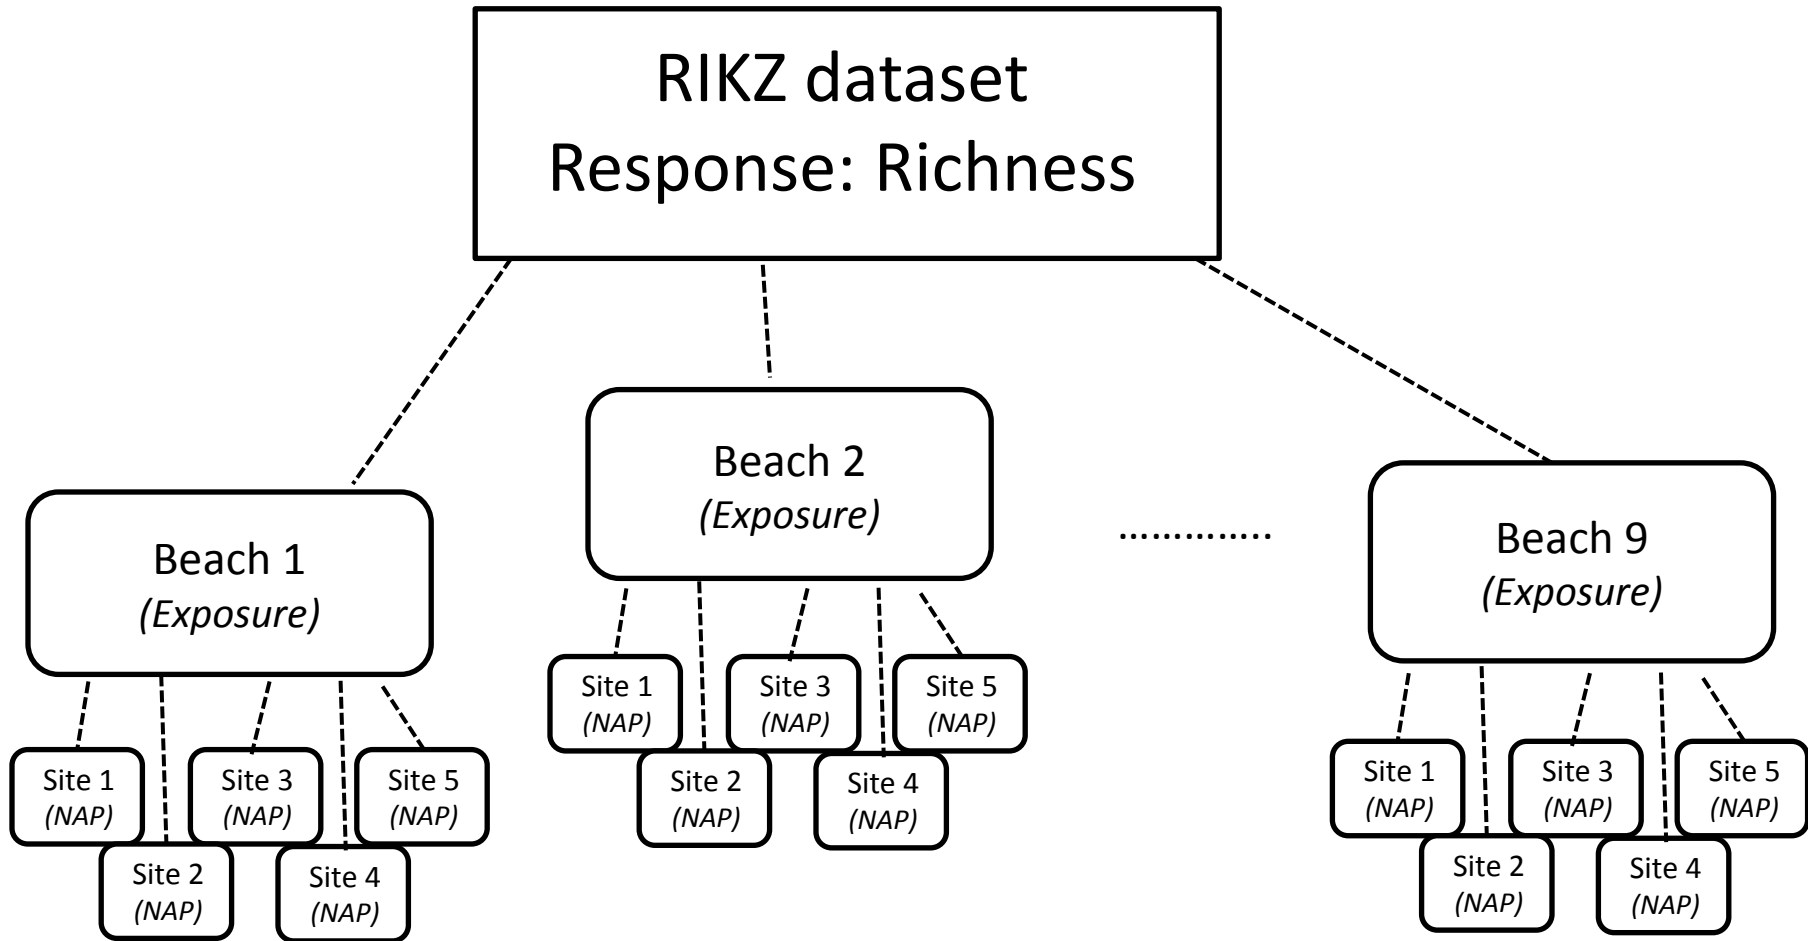 RIKZ dataset
Response: Richness
Beach 1
(Exposure)
Site 1
(NAP)
Site 2
(NAP)
Site 3
(NAP)
Site 4
(NAP)
Site 5
(NAP)
Beach 2
(Exposure)
Site 1
(NAP)
Site 2
(NAP)
Site 3
(NAP)
Site 4
(NAP)
Site 5
(NAP)
..............
Beach 9
(Exposure)
Site 1
(NAP)
Site 2
(NAP)
Site 3
(NAP)
Site 4
(NAP)
Site 5
(NAP)